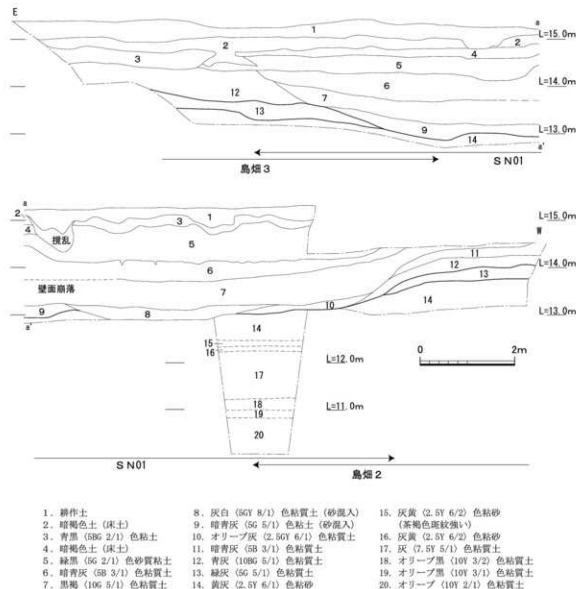 E
a
1
L=15.0m
2
2
3
4
5
L=14.0m
6
12
7
13
L=13.0m
9
14
a'
島畑3
SN01
a
W
2
1
L=15.0m
3
4
撹乱
5
11
6
12
L=14.0m
13
壁面崩落
7
14
9
8
10
L=13.0m
a'
14
15
16
L=12.0m
0 2m
17
18
L=11.0m
19
20
SN01
島畑2
1．耕作土
2．暗褐色土（床土）
3．青黒（5BG 2/1）色粘土
4．暗褐色土（床土）
5．緑黒（5G 2/1）色砂質粘土
6．暗青灰（5B 3/1）色粘質土
7．黒褐（10G 5/1）色粘質土
8．灰白（5GY 8/1）色粘質土（砂混入）
9．暗青灰（5G 5/1）色粘土（砂混入）
10．オリーブ灰（2.5GY 6/1）色粘質土
11．暗青灰（5B 3/1）色粘質土
12．青灰（10BG 5/1）色粘質土
13．緑灰（5G 5/1）色粘質土
14．黄灰（2.5Y 6/1）色粘砂
15．灰黄（2.5Y 6/2）色粘砂
（茶褐色斑紋強い）
16．灰黄（2.5Y 6/2）色粘砂
17．灰（7.5Y 5/1）色粘質土
18．オリーブ黒（10Y 3/2）色粘質土
19．オリーブ黒（10Y 3/1）色粘質土
20．オリーブ（10Y 2/1）色粘質土